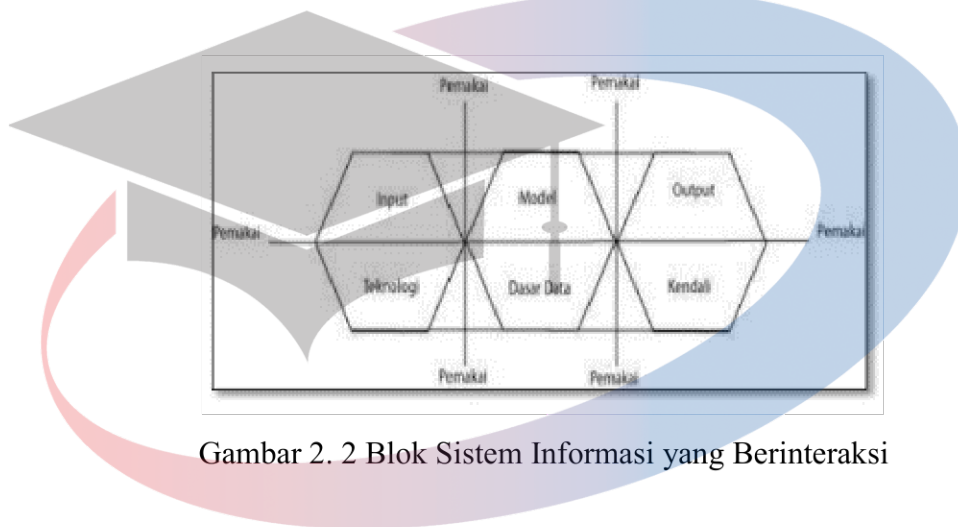 Pemakai Pemakai
Input Model Output
Pemakai Pemakai
Teknologi Dasar Data Kendali
Pemakai Pemakai
Gambar 2. 2 Blok Sistem Informasi yang Berinteraksi